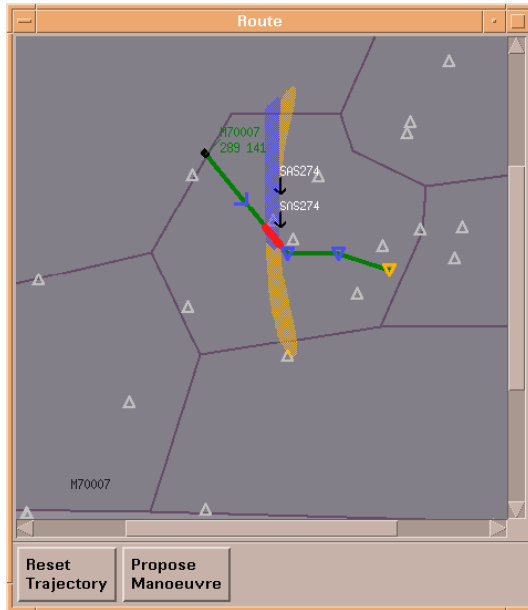 Route
M70007
289 141
SAS274
SAS274
M70007
Reset
Trajectory
Propose
Manoeuvre